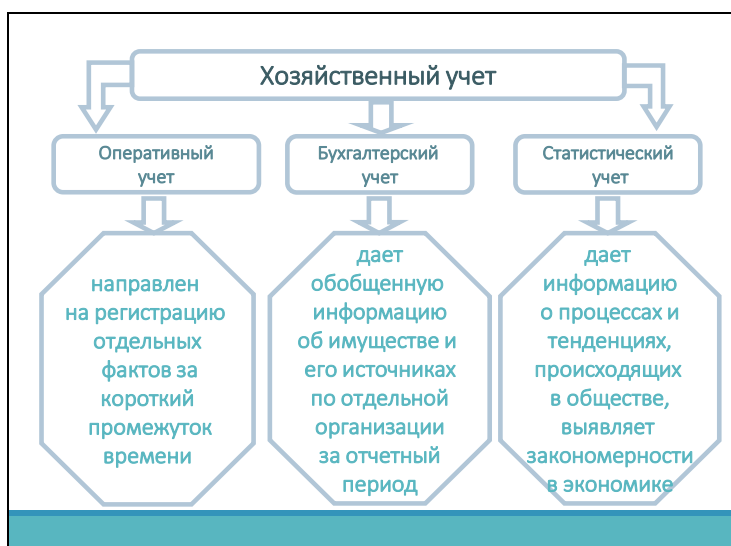 Хозяйственный учет
Оперативный
учет
Бухгалтерский
учет
Статистический
учет
направлен
на регистрацию
отдельных
фактов за
короткий
промежуток
времени
дает
обобщенную
информацию
об имуществе и
его источниках
по отдельной
организации
за отчетный
период
дает
информацию
о процессах и
тенденциях,
происходящих
в обществе,
выявляет
закономерности
в экономике